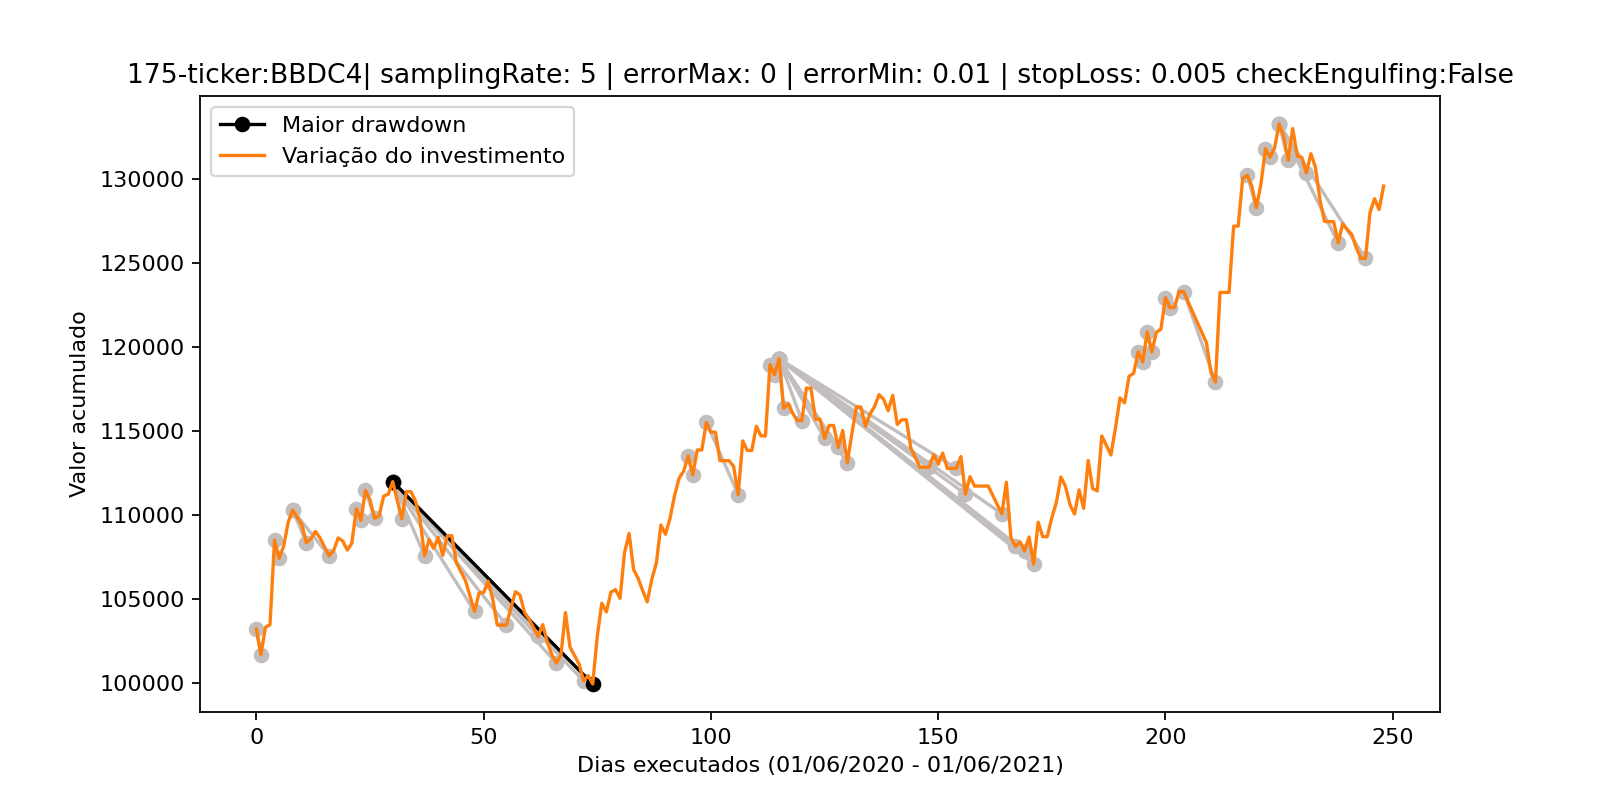 175-ticker:BBDC4| samplingRate: 5 | errorMax: 0 | errorMin: 0.01 | stopLoss: 0.005 checkEngulfing:False
Maior drawdown
Variação do investimento
130000
125000
120000
115000
110000
105000
100000
Valor acumulado
0 50 100 150 200 250
Dias executados (01/06/2020 - 01/06/2021)